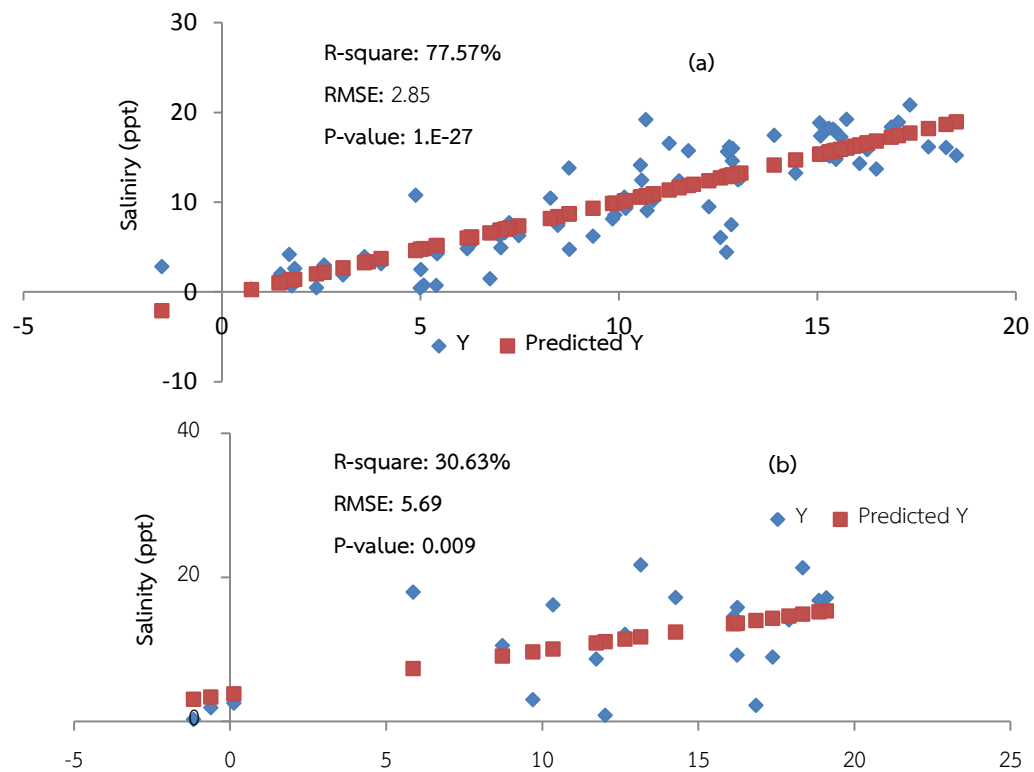 30
R-square: 77.57%
(a)
RMSE: 2.85
20
P-value: 1.E-27
Saliniry (ppt)
10
0
-5 0 5 10 15 20
Y Predicted Y
-10
40
R-square: 30.63%
(b)
RMSE: 5.69
Y Predicted Y
P-value: 0.009
20
Salinity (ppt)
0
-5 0 5 10 15 20 25